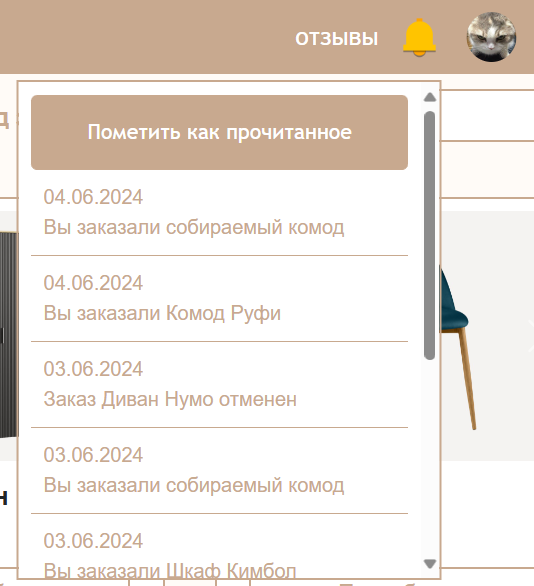 ОТЗЫВЫ
Пометить как прочитанное
04.06.2024
Вы заказали собираемый комод
04.06.2024
Вы заказали Комод Руфи
03.06.2024
Заказ Диван Нумо отменен
03.06.2024
Вы заказали собираемый комод
03.06.2024
Вы заказали Шкаф Кимбол